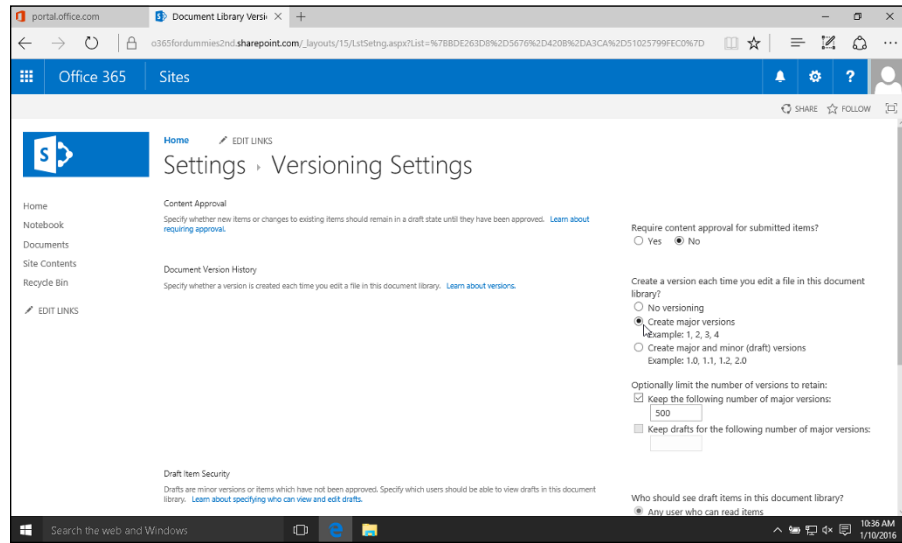 portal.office.com
Document Library Versi
o365fordummies2nd.sharepoint.com/_layouts/15/LstSetng.aspx?List=%7BBDE263D8%2D5676%2D420B%2DA3CA%2D51025799FEC0%7D
Office 365
Sites
?
SHARE
FOLLOW
S
Home
EDIT LINKS
Settings › Versioning Settings
Home
Notebook
Documents
Site Contents
Recycle Bin
EDIT LINKS
Content Approval
Specify whether new items or changes to existing items should remain in a draft state until they have been approved. Learn about
requiring approval.
Require content approval for submitted items?
Yes No
Document Version History
Specify whether a version is created each time you edit a file in this document library. Learn about versions.
Create a version each time you edit a file in this document
library?
No versioning
Create major versions
Example: 1, 2, 3, 4
Create major and minor (draft) versions
Example: 1.0, 1.1, 1.2, 2.0
Optionally limit the number of versions to retain:
Keep the following number of major versions:
500
Keep drafts for the following number of major versions:
Draft Item Security
Drafts are minor versions or items which have not been approved. Specify which users should be able to view drafts in this document
library. Learn about specifying who can view and edit drafts.
Who should see draft items in this document library?
Any user who can read items
Search the web and Windows
10:36 AM
1/10/2016